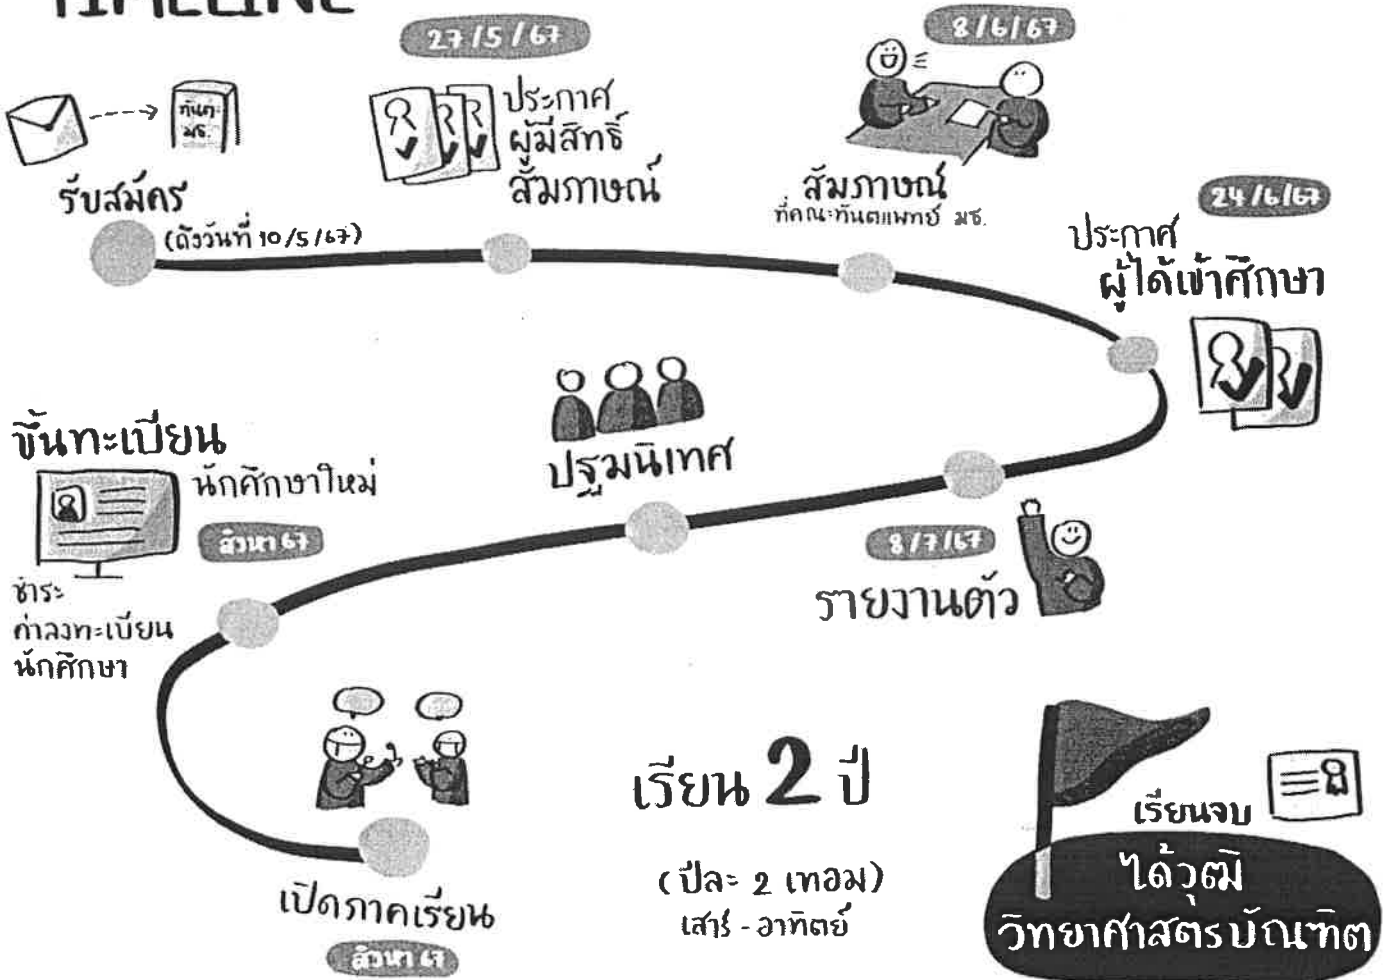 TIMELINE
27/5/67
8/6/67
ทันตะ
มธ.
ประกาศ
ผู้มีสิทธิ์
สัมภาษณ์
รับสมัคร
(ถึงวันที่ 10/5/67)
สัมภาษณ์
ที่คณะทันตแพทย์ มธ.
24/6/67
ประกาศ
ผู้ได้เข้าศึกษา
ขึ้นทะเบียน
นักศึกษาใหม่
สิงหา 67
ชำระ
ค่าลงทะเบียน
นักศึกษา
ปฐมนิเทศ
8/7/67
รายงานตัว
เปิดภาคเรียน
สิงหา 67
เรียน 2 ปี
(ปีละ 2 เทอม)
เสาร์ - อาทิตย์
เรียนจบ
ได้วุฒิ
วิทยาศาสตรบัณฑิต